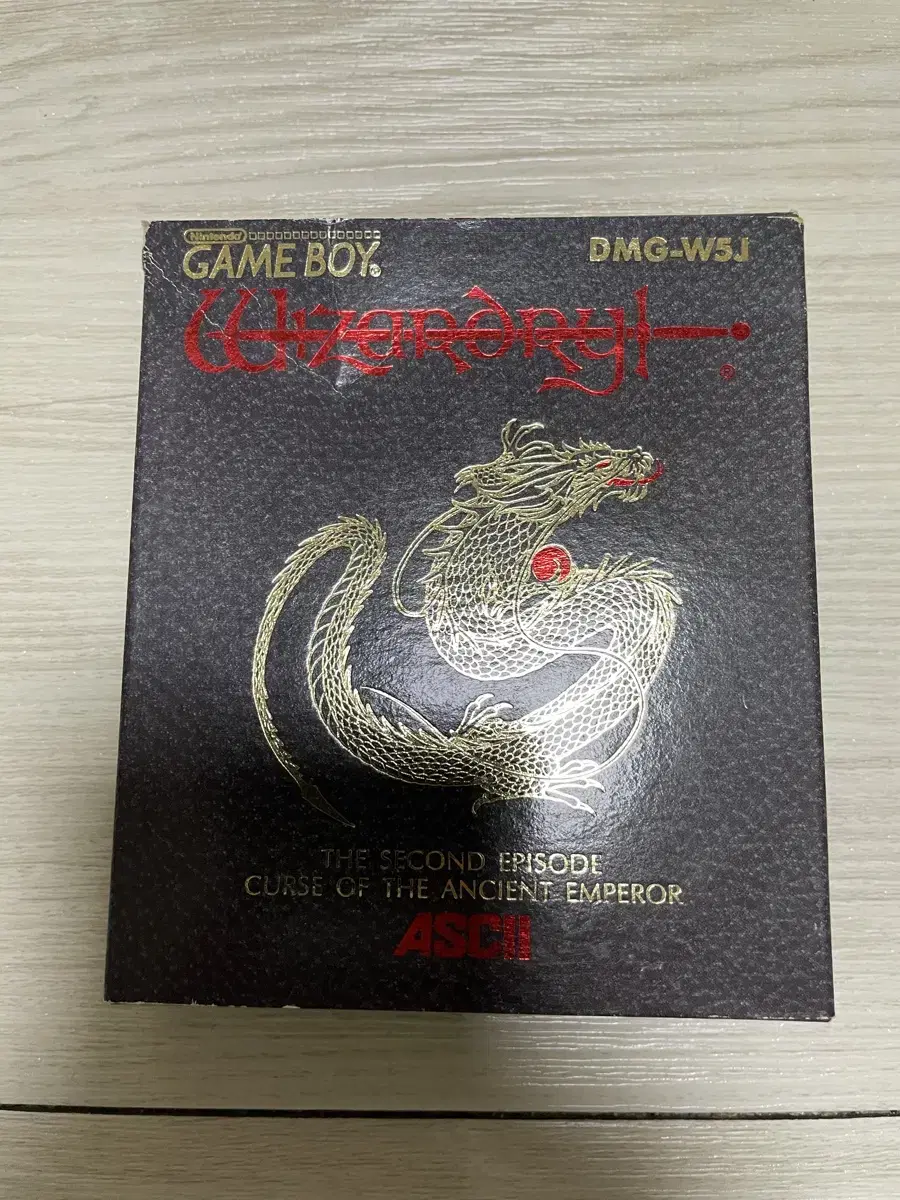 Nintendo
GAME BOY®
DMG-W5J
Wizardry ®
THE SECOND EPISODE
CURSE OF THE ANCIENT EMPEROR
ASCII